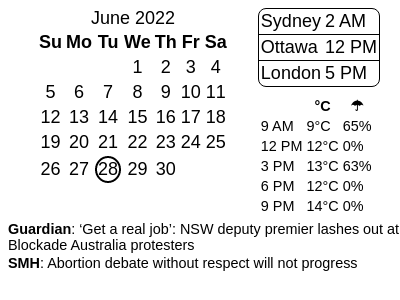 June 2022
Su Mo Tu We Th Fr Sa
1 2 3 4
5 6 7 8 9 10 11
12 13 14 15 16 17 18
19 20 21 22 23 24 25
26 27 28 29 30
Sydney 2 AM
Ottawa 12 PM
London 5 PM
°C ☂
9 AM 9°C 65%
12 PM 12°C 0%
3 PM 13°C 63%
6 PM 12°C 0%
9 PM 14°C 0%
Guardian: ‘Get a real job’: NSW deputy premier lashes out at
Blockade Australia protesters
SMH: Abortion debate without respect will not progress